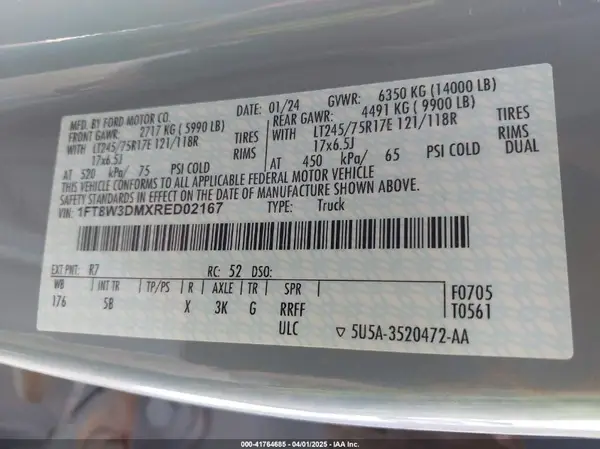 MFD. BY FORD MOTOR CO. 01/24 GVWR: 6350 KG (14000 LB)
FRONT GAWR: 2717 KG (5990 LB) REAR GAWR: 4491 KG (9900 LB)
WITH LT245/75R17E 121/118R TIRES WITH LT245/75R17E 121/118R TIRES
17x6.5J RIMS 17x6.5J RIMS
AT 520 kPa/ 75 PSI COLD AT 450 kPa/ 65 PSI COLD DUAL
THIS VEHICLE CONFORMS TO ALL APPLICABLE FEDERAL MOTOR VEHICLE
SAFETY STANDARDS IN EFFECT ON THE DATE OF MANUFACTURE SHOWN ABOVE.
VIN: 1FT8W3DMXRED02167 TYPE: Truck
EXT PNT: R7 RC: 52 DSO:
WB INT TR TP/PS R AXLE TR SPR F0705
176 5B X 3K G RRFF T0561
ULC ▽ 5U5A-3520472-AA
000-41764685 | 04/01/2025 | IAA Inc.